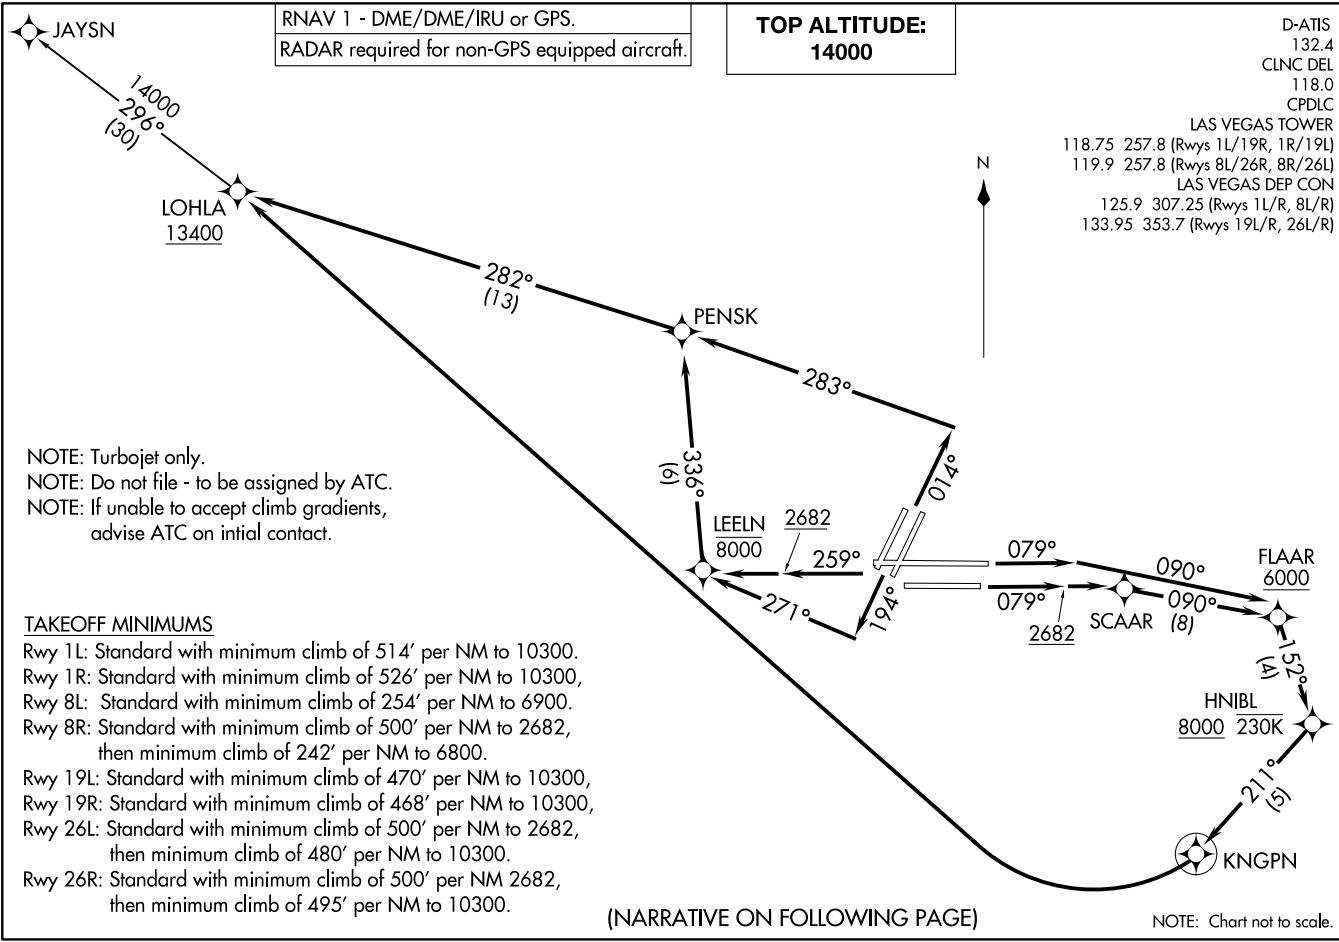 JAYSN
RNAV 1 - DME/DME/IRU or GPS.
RADAR required for non-GPS equipped aircraft.
TOP ALTITUDE:
14000
D-ATIS
132.4
CLNC DEL
118.0
CPDLC
LAS VEGAS TOWER
118.75 257.8 (Rwys 1L/19R, 1R/19L)
119.9 257.8 (Rwys 8L/26R, 8R/26L)
LAS VEGAS DEP CON
125.9 307.25 (Rwys 1L/R, 8L/R)
133.95 353.7 (Rwys 19L/R, 26L/R)
14000
296°
(30)
N
LOHLA
13400
282°
(13)
PENSK
283°
NOTE: Turbojet only.
NOTE: Do not file - to be assigned by ATC.
NOTE: If unable to accept climb gradients,
advise ATC on intial contact.
336°
(6)
014°
LEELN
8000
2682
259°
271°
194°
079°
079°
2682
SCAAR
090°
090°
(8)
FLAAR
6000
152°
(4)
HNIBL
8000 230K
211°
(5)
KNGPN
TAKEOFF MINIMUMS
Rwy 1L: Standard with minimum climb of 514' per NM to 10300.
Rwy 1R: Standard with minimum climb of 526' per NM to 10300,
Rwy 8L: Standard with minimum climb of 254' per NM to 6900.
Rwy 8R: Standard with minimum climb of 500' per NM to 2682,
then minimum climb of 242' per NM to 6800.
Rwy 19L: Standard with minimum climb of 470' per NM to 10300,
Rwy 19R: Standard with minimum climb of 468' per NM to 10300,
Rwy 26L: Standard with minimum climb of 500' per NM to 2682,
then minimum climb of 480' per NM to 10300.
Rwy 26R: Standard with minimum climb of 500' per NM 2682,
then minimum climb of 495' per NM to 10300.
(NARRATIVE ON FOLLOWING PAGE)
NOTE: Chart not to scale.